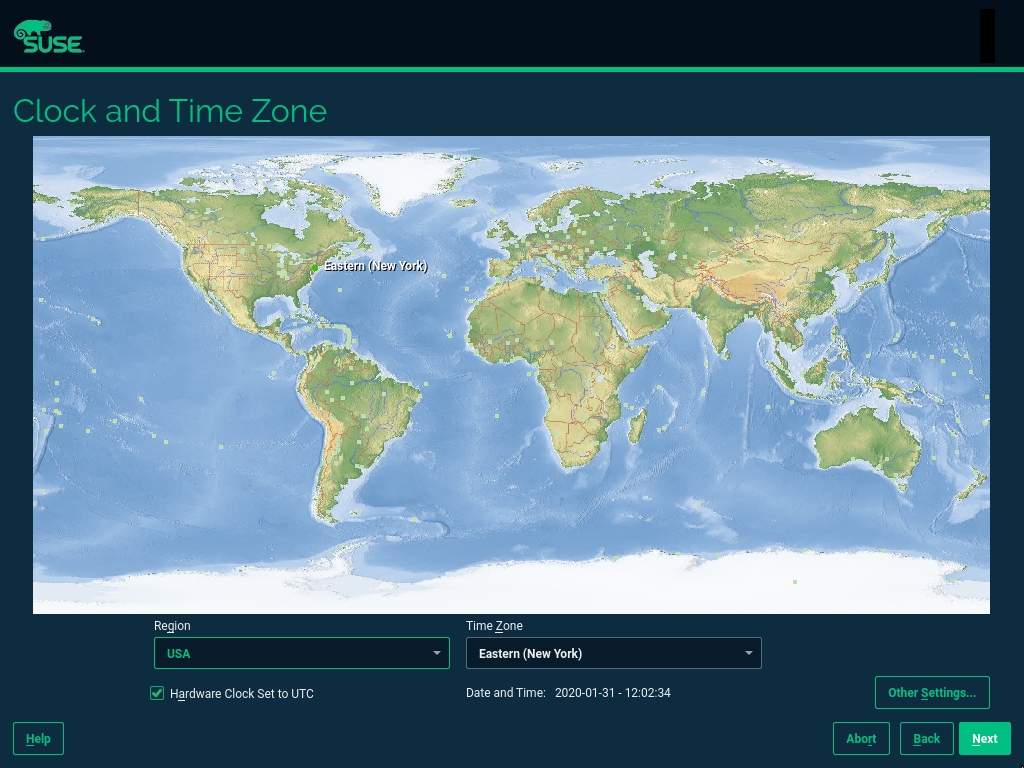 SUSE
Clock and Time Zone
Eastern (New York)
Region
Time Zone
USA
Eastern (New York)
Hardware Clock Set to UTC
Date and Time: 2020-01-31 - 12:02:34
Other Settings...
Help
Abort
Back
Next